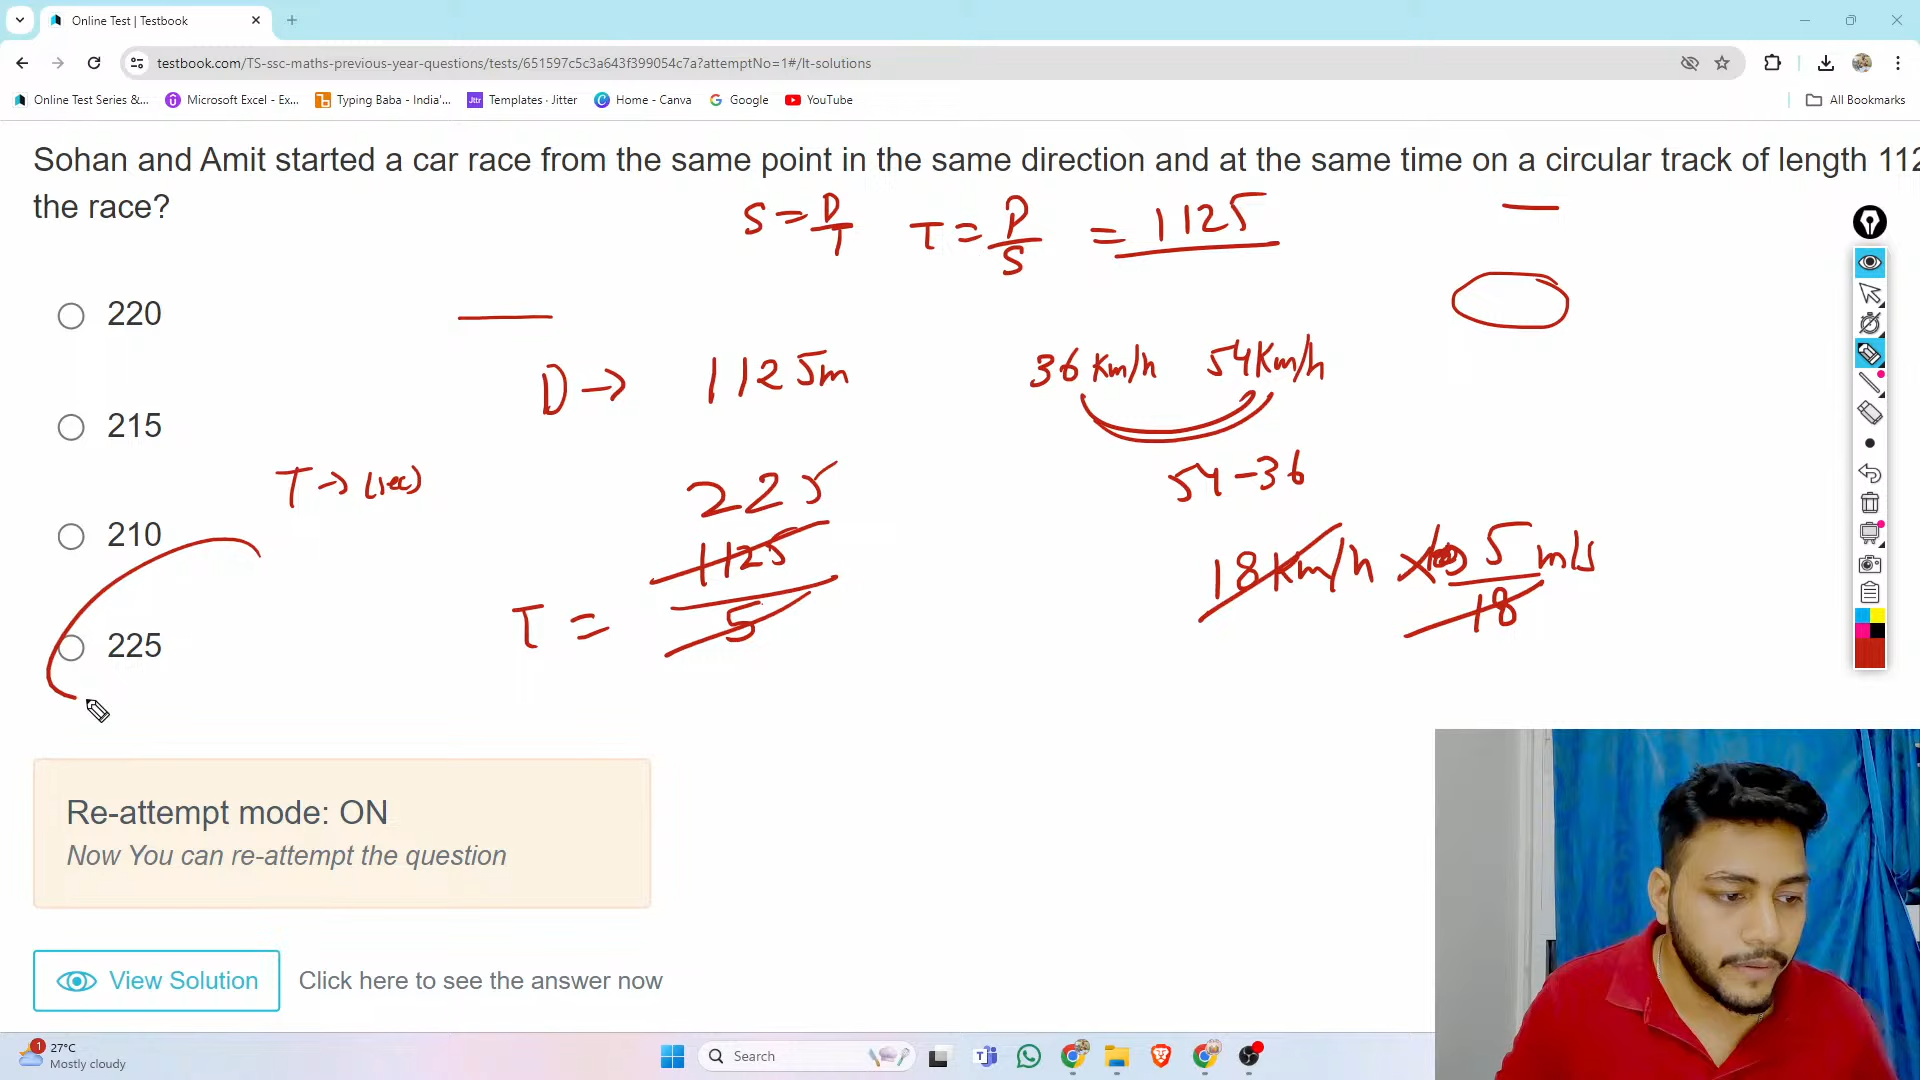 Online Test | Testbook
testbook.com/TS-ssc-maths-previous-year-questions/tests/651597c5c3a643f399054c7a?attemptNo=1#/lt-solutions
Online Test Series &... Microsoft Excel - Ex... Typing Baba - India'... Jitr Templates · Jitter Home - Canva Google YouTube All Bookmarks
Sohan and Amit started a car race from the same point in the same direction and at the same time on a circular track of length 112
the race?
S = D/T T = D/S = 1125
220
D → 1125m 36 Km/h 54 Km/h
215
T → (sec) 225 54-36
210
1125 18 Km/h × 5 m/s
T = 5 18
225
Re-attempt mode: ON
Now You can re-attempt the question
View Solution Click here to see the answer now
1
27°C
Mostly cloudy
Search